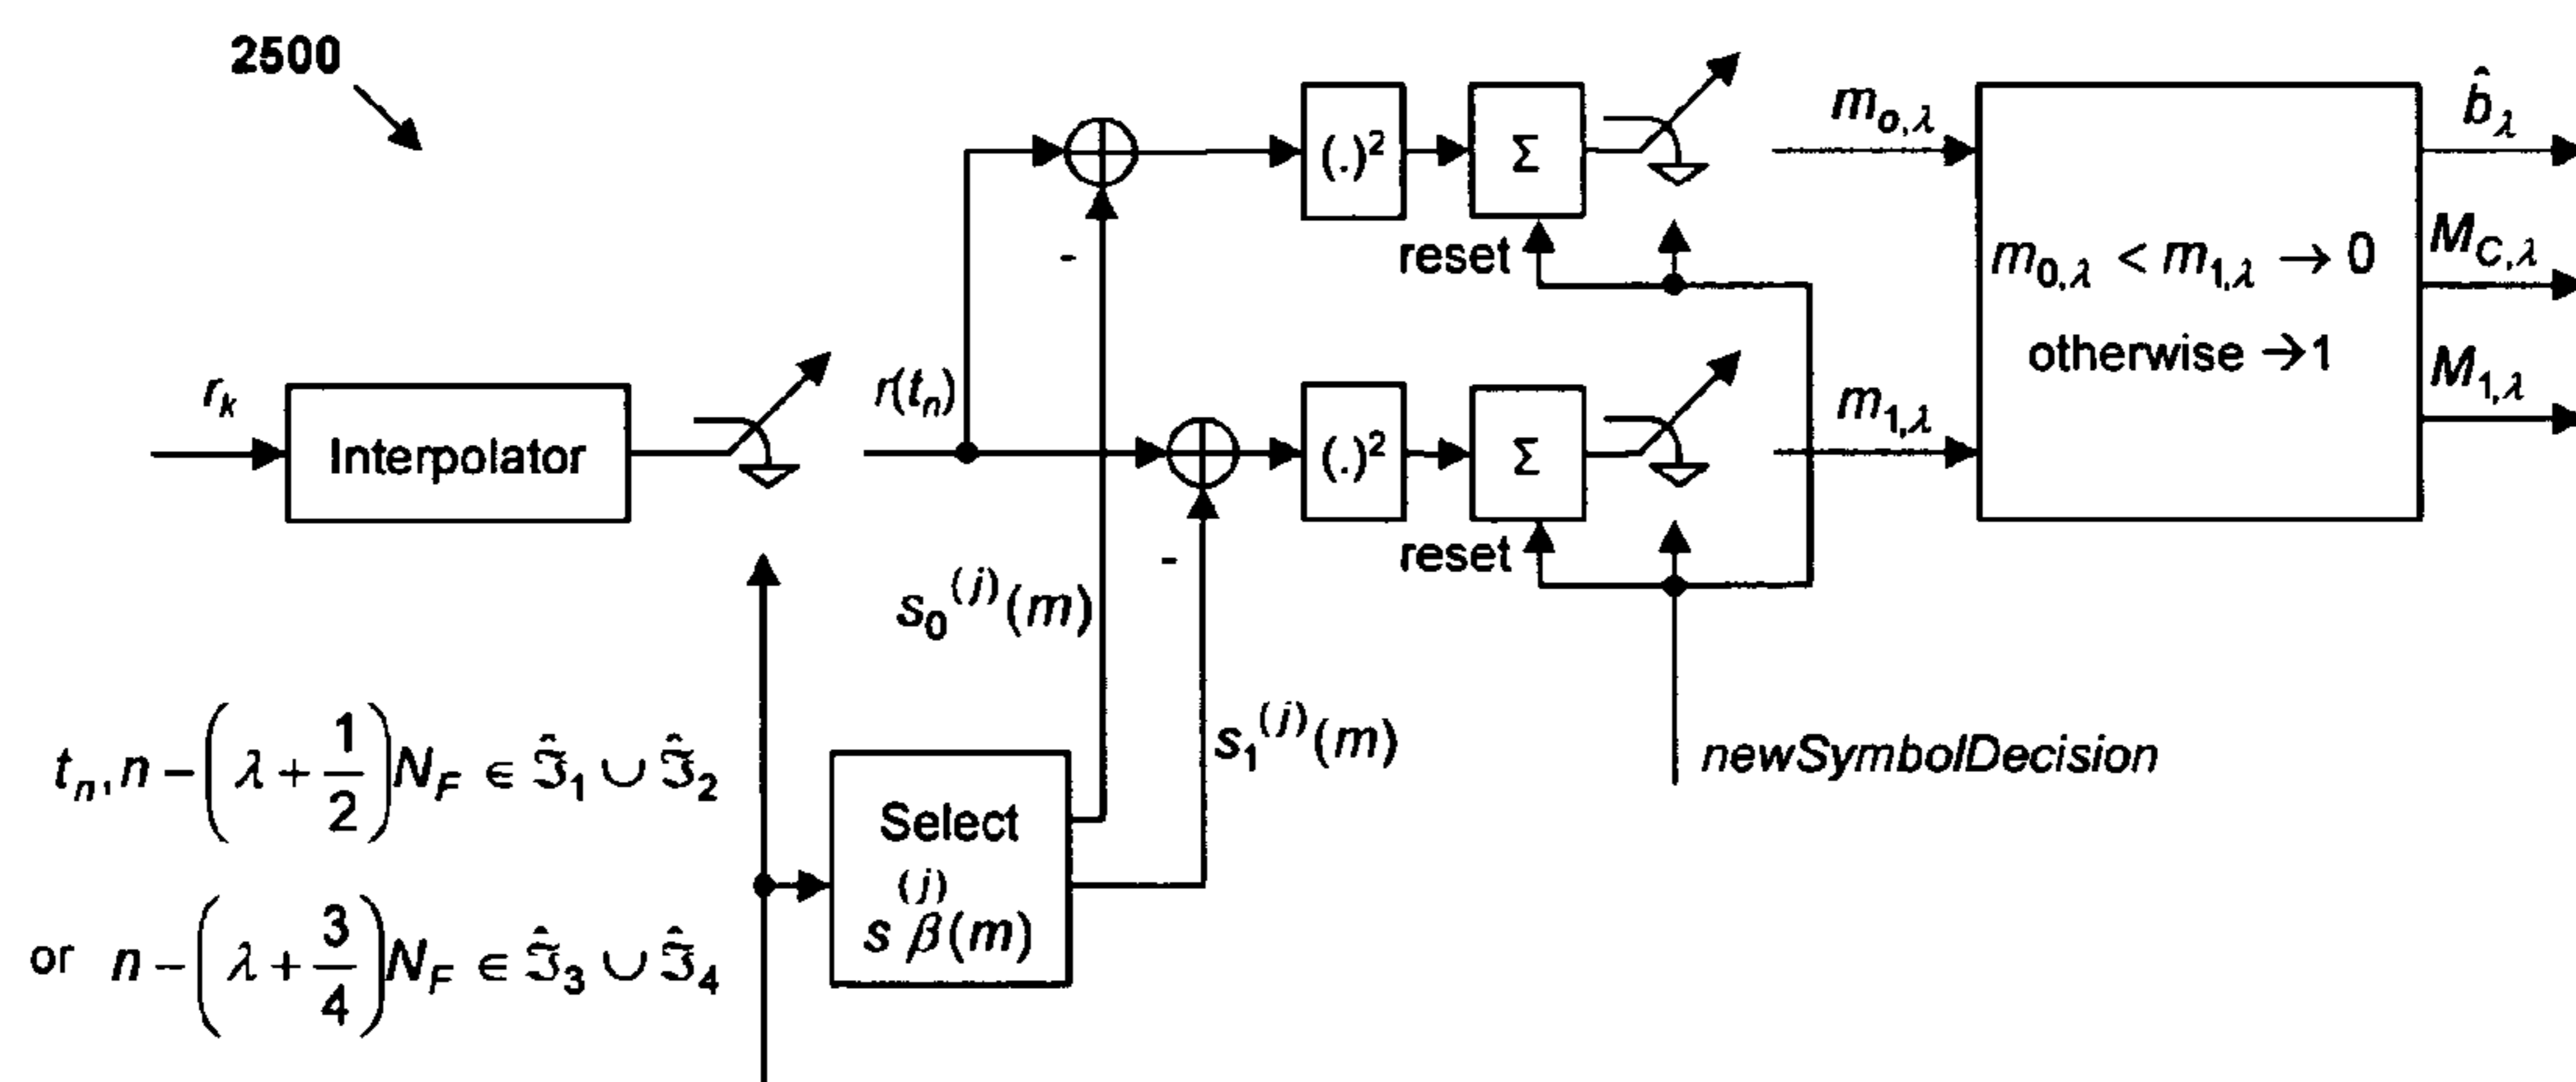 2500
r_k
Interpolator
r(t_n)
-
-
(.)²
Σ
reset
m_{o,λ}
(.)²
Σ
reset
m_{1,λ}
m_{0,λ} < m_{1,λ} → 0
otherwise → 1
b̂_λ
M_{C,λ}
M_{1,λ}
s_0^{(j)}(m)
s_1^{(j)}(m)
newSymbolDecision
t_n, n − (λ + 1/2) N_F ∈ ℑ̂_1 ∪ ℑ̂_2
or n − (λ + 3/4) N_F ∈ ℑ̂_3 ∪ ℑ̂_4
Select
(j)
s β(m)